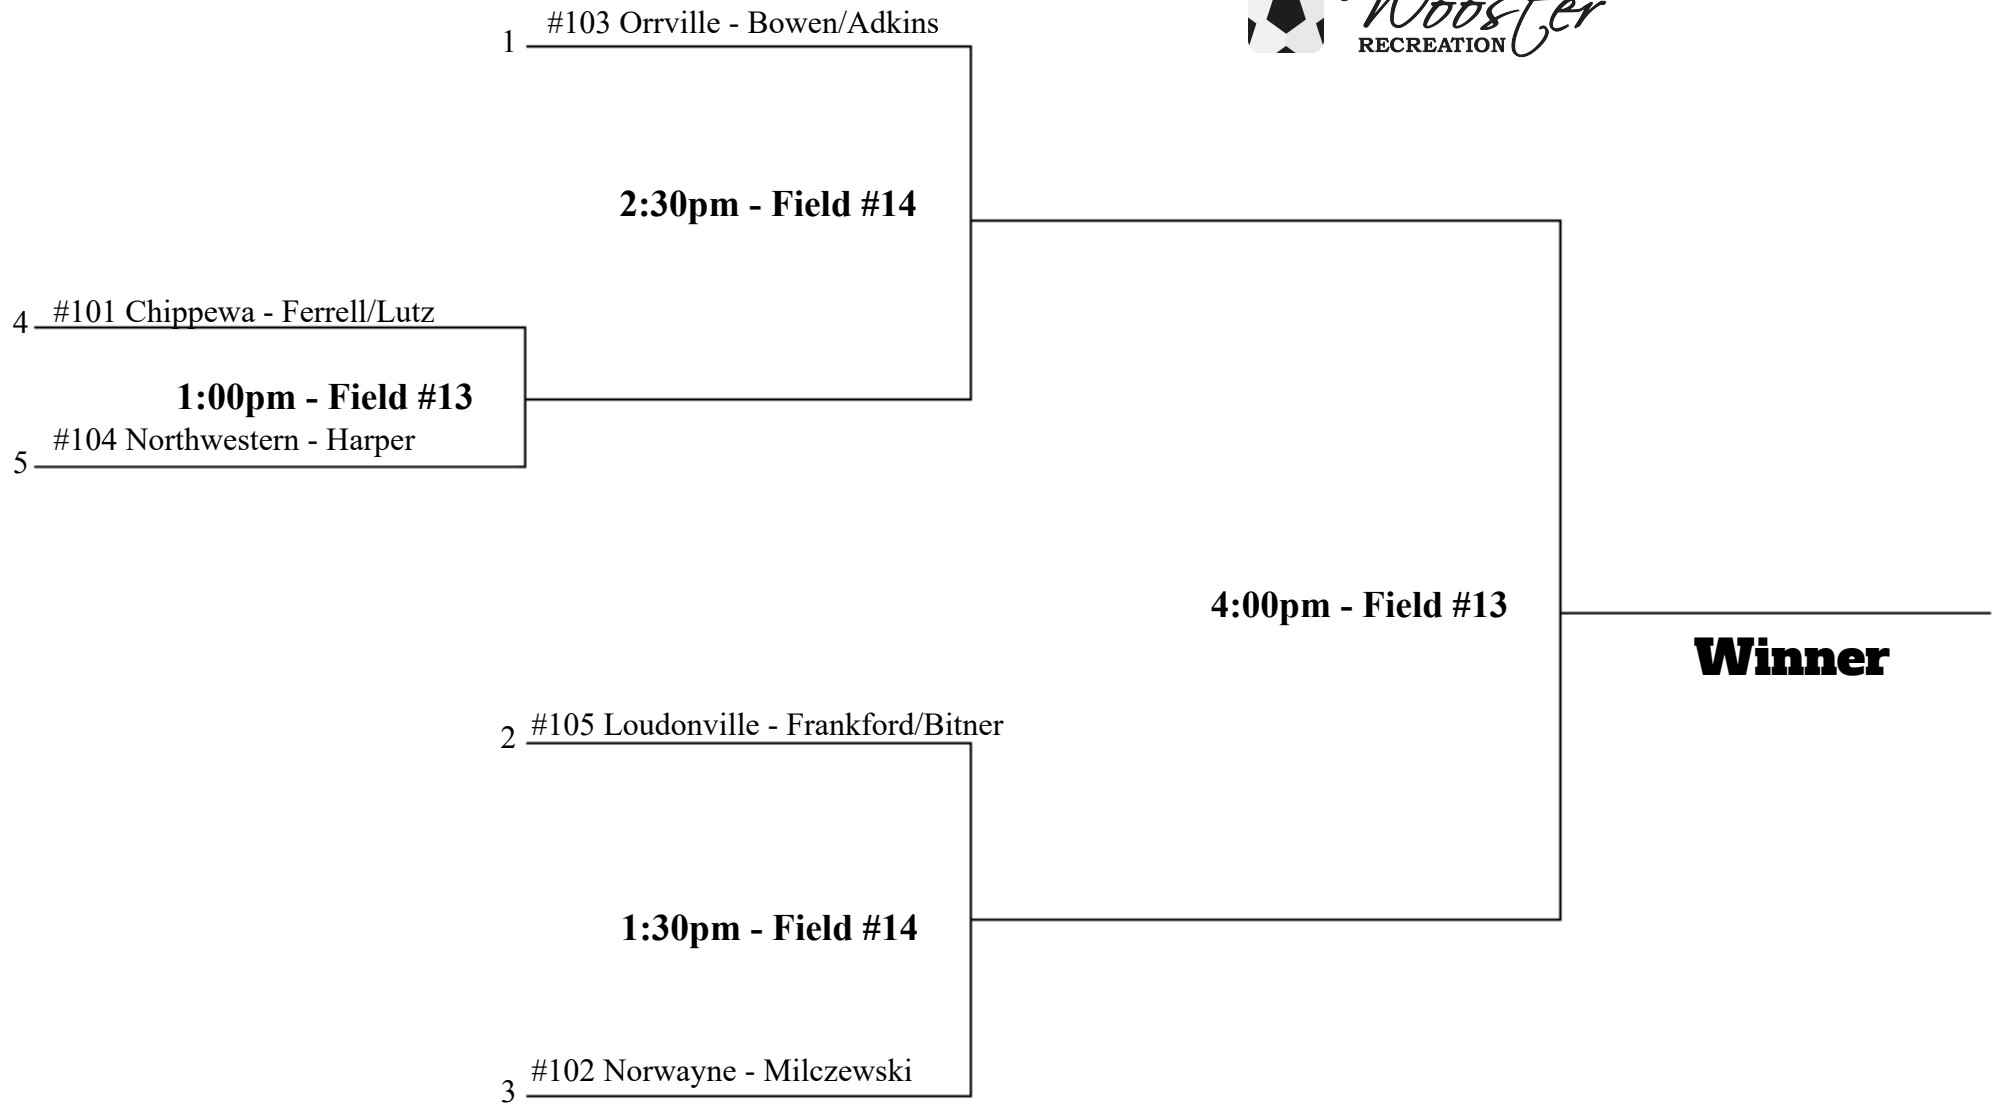 #103 Orrville - Bowen/Adkins
1
Wooster
RECREATION
2:30pm - Field #14
#101 Chippewa - Ferrell/Lutz
4
1:00pm - Field #13
#104 Northwestern - Harper
5
4:00pm - Field #13
Winner
#105 Loudonville - Frankford/Bitner
2
1:30pm - Field #14
#102 Norwayne - Milczewski
3